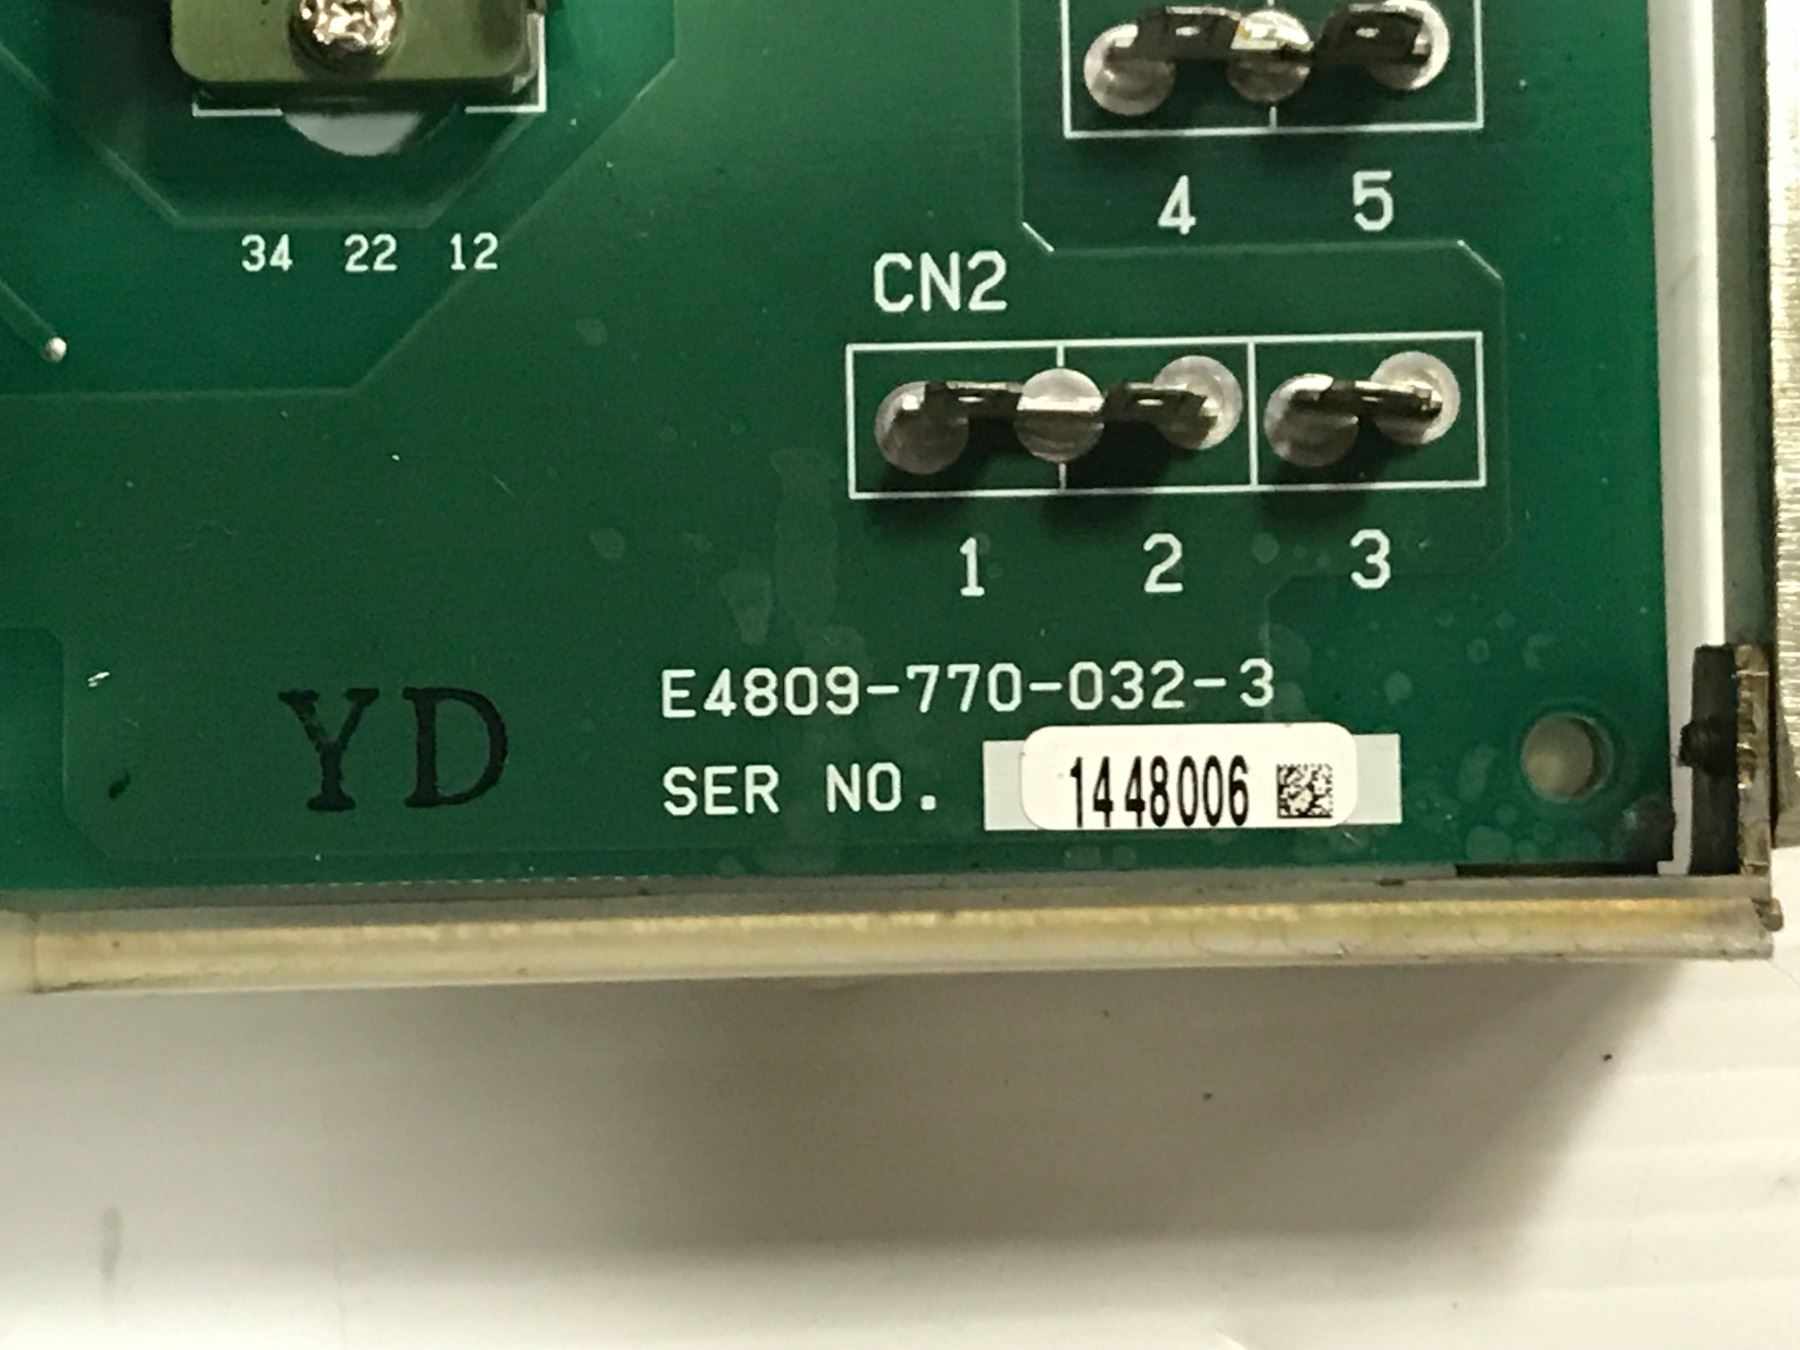 4 5
34 22 12
CN2
1 2 3
E4809-770-032-3
YD
SER NO. 1448006